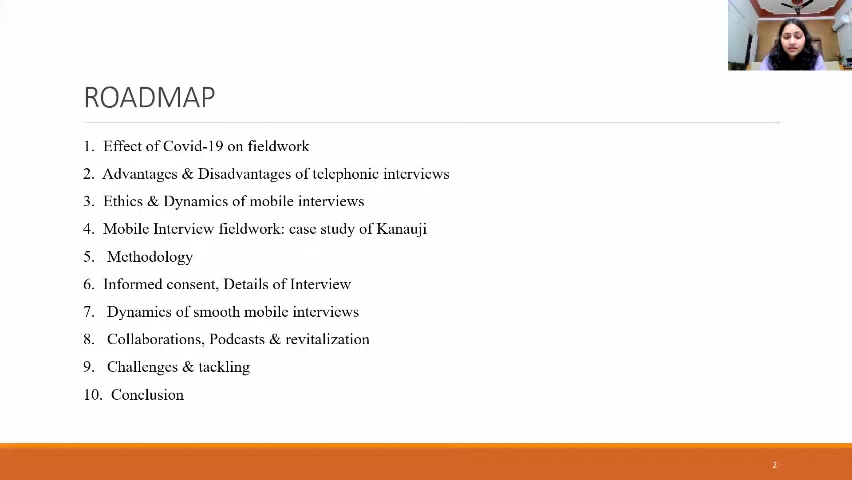 ROADMAP
1. Effect of Covid-19 on fieldwork
2. Advantages & Disadvantages of telephonic interviews
3. Ethics & Dynamics of mobile interviews
4. Mobile Interview fieldwork: case study of Kanauji
5. Methodology
6. Informed consent, Details of Interview
7. Dynamics of smooth mobile interviews
8. Collaborations, Podcasts & revitalization
9. Challenges & tackling
10. Conclusion
2